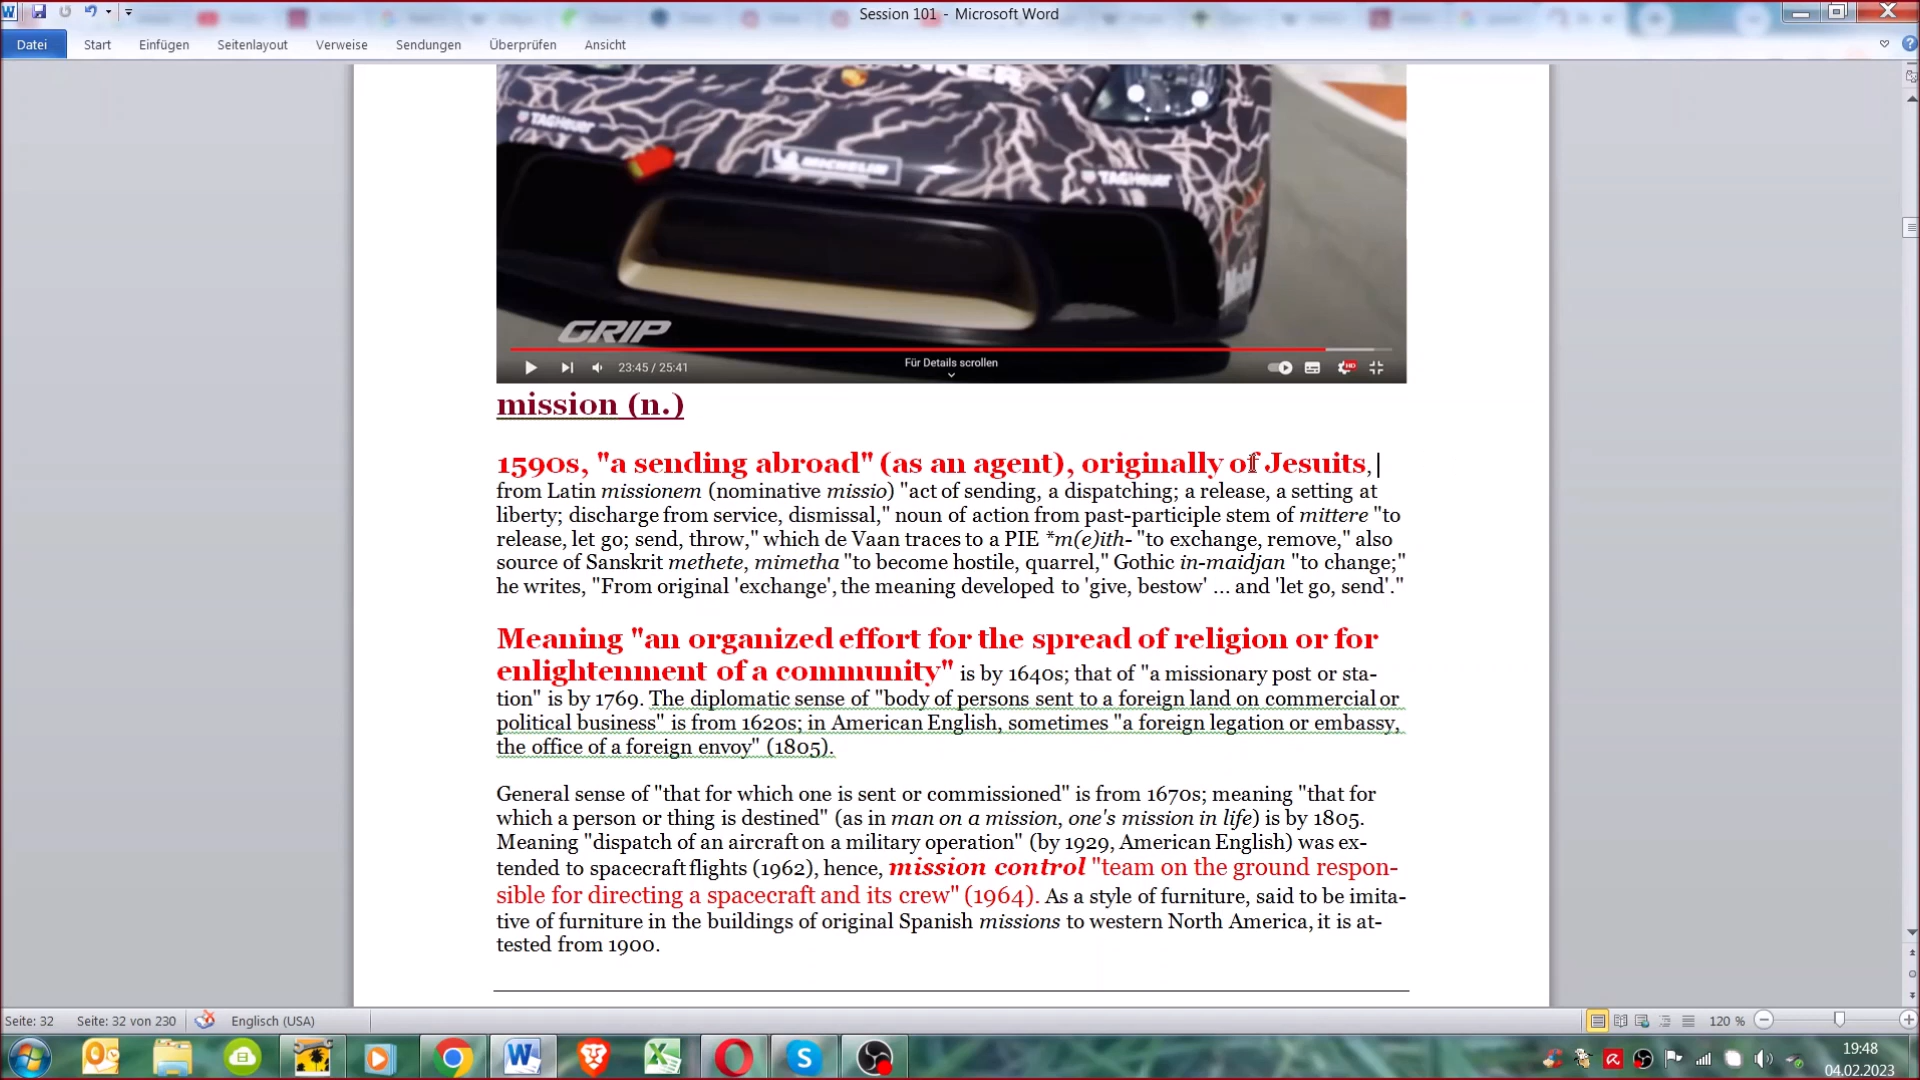 Session 101 - Microsoft Word
Datei Start Einfügen Seitenlayout Verweise Sendungen Überprüfen Ansicht
TAGHeuer
MICHELIN
TAGHeuer
GRIP
Für Details scrollen
23:45 / 25:41
HD
mission (n.)
1590s, "a sending abroad" (as an agent), originally of Jesuits,
from Latin missionem (nominative missio) "act of sending, a dispatching; a release, a setting at
liberty; discharge from service, dismissal," noun of action from past-participle stem of mittere "to
release, let go; send, throw," which de Vaan traces to a PIE *m(e)ith- "to exchange, remove," also
source of Sanskrit methete, mimetha "to become hostile, quarrel," Gothic in-maidjan "to change;"
he writes, "From original 'exchange', the meaning developed to 'give, bestow' ... and 'let go, send'."
Meaning "an organized effort for the spread of religion or for
enlightenment of a community" is by 1640s; that of "a missionary post or sta-
tion" is by 1769. The diplomatic sense of "body of persons sent to a foreign land on commercial or
political business" is from 1620s; in American English, sometimes "a foreign legation or embassy,
the office of a foreign envoy" (1805).
General sense of "that for which one is sent or commissioned" is from 1670s; meaning "that for
which a person or thing is destined" (as in man on a mission, one's mission in life) is by 1805.
Meaning "dispatch of an aircraft on a military operation" (by 1929, American English) was ex-
tended to spacecraft flights (1962), hence, mission control "team on the ground respon-
sible for directing a spacecraft and its crew" (1964). As a style of furniture, said to be imita-
tive of furniture in the buildings of original Spanish missions to western North America, it is at-
tested from 1900.
Seite: 32 Seite: 32 von 230 Englisch (USA) 120 %
19:48
04.02.2023